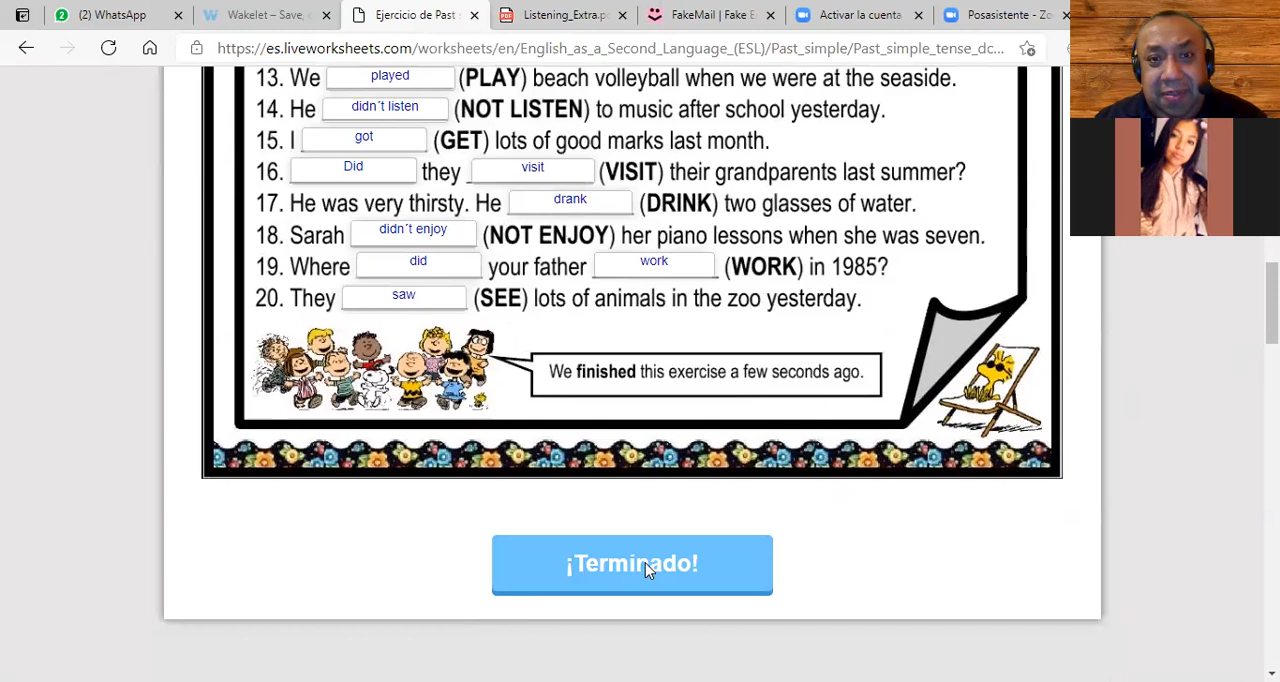 (2) WhatsApp
Wakelet – Save, c
Ejercicio de Past s
Listening_Extra.pd
FakeMail | Fake E
Activar la cuenta
Posasistente - Zo
https://es.liveworksheets.com/worksheets/en/English_as_a_Second_Language_(ESL)/Past_simple/Past_simple_tense_dc...
13. We played (PLAY) beach volleyball when we were at the seaside.
14. He didn´t listen (NOT LISTEN) to music after school yesterday.
15. I got (GET) lots of good marks last month.
16. Did they visit (VISIT) their grandparents last summer?
17. He was very thirsty. He drank (DRINK) two glasses of water.
18. Sarah didn´t enjoy (NOT ENJOY) her piano lessons when she was seven.
19. Where did your father work (WORK) in 1985?
20. They saw (SEE) lots of animals in the zoo yesterday.
We finished this exercise a few seconds ago.
¡Terminado!